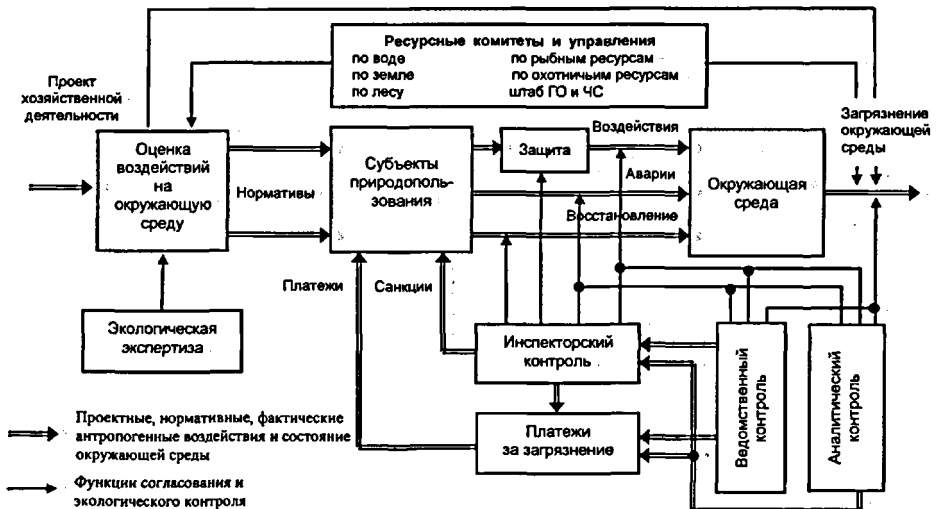 Ресурсные комитеты и управления
по воде по рыбным ресурсам
по земле по охотничьим ресурсам
по лесу штаб ГО и ЧС
Проект
хозяйственной
деятельности
Загрязнение
окружающей
среды
Оценка
воздействий
на
окружающую
среду
Нормативы
Субъекты
природополь-
зования
Защита
Воздействия
Аварии
Восстановление
Окружающая
среда
Платежи
Санкции
Экологическая
экспертиза
Инспекторский
контроль
Платежи
за загрязнение
Ведомственный
контроль
Аналитический
контроль
Проектные, нормативные, фактические
антропогенные воздействия и состояние
окружающей среды
Функции согласования и
экологического контроля